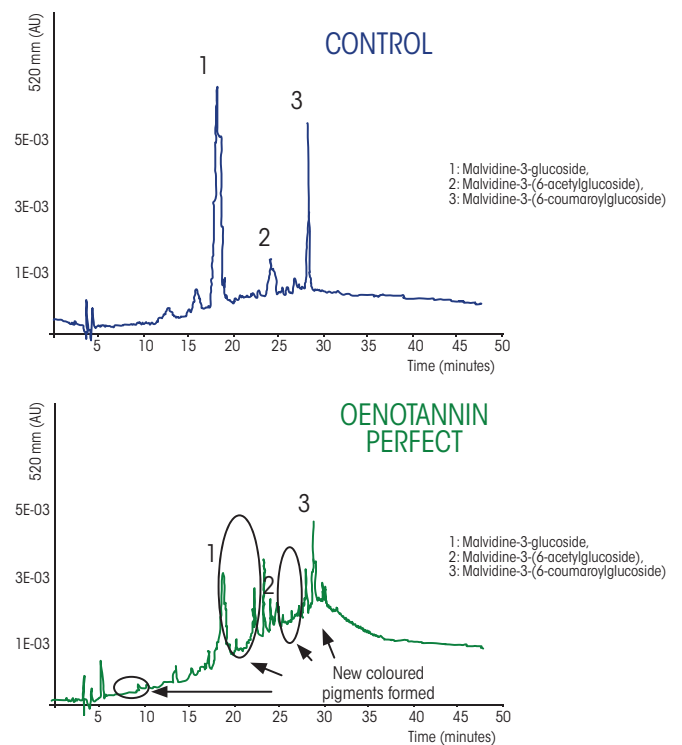 520 mm (AU)
CONTROL
1
3
5E-03
1: Malvidine-3-glucoside,
2: Malvidine-3-(6-acetylglucoside),
3: Malvidine-3-(6-coumaroylglucoside)
3E-03
2
1E-03
5 10 15 20 25 30 35 40 45 50
Time (minutes)
520 mm (AU)
OENOTANNIN
PERFECT
5E-03
3
1: Malvidine-3-glucoside,
2: Malvidine-3-(6-acetylglucoside),
3: Malvidine-3-(6-coumaroylglucoside)
1
3E-03
2
1E-03
New coloured
pigments formed
5 10 15 20 25 30 35 40 45 50
Time (minutes)